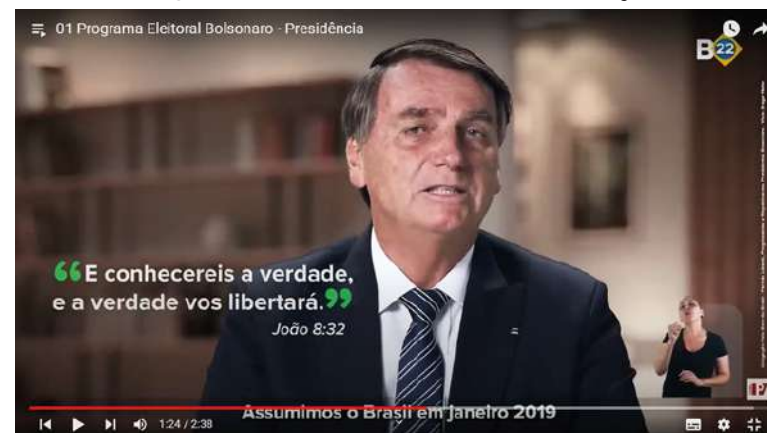 01 Programa Eleitoral Bolsonaro - Presidência
B22
“E conhecereis a verdade,
e a verdade vos libertará.”
João 8:32
Assumimos o Brasil em janeiro 2019
1:24 / 2:38